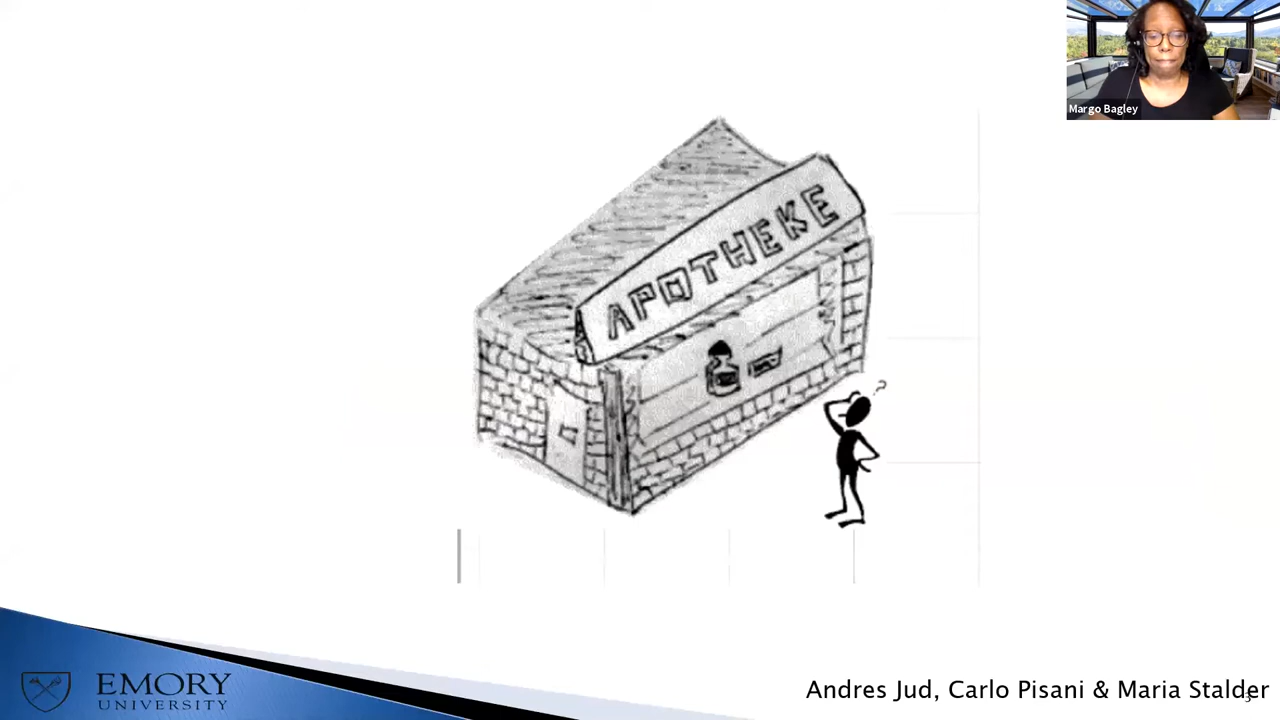 Margo Bagley
APOTHEKE
?
EMORY
UNIVERSITY
Andres Jud, Carlo Pisani & Maria Stalder